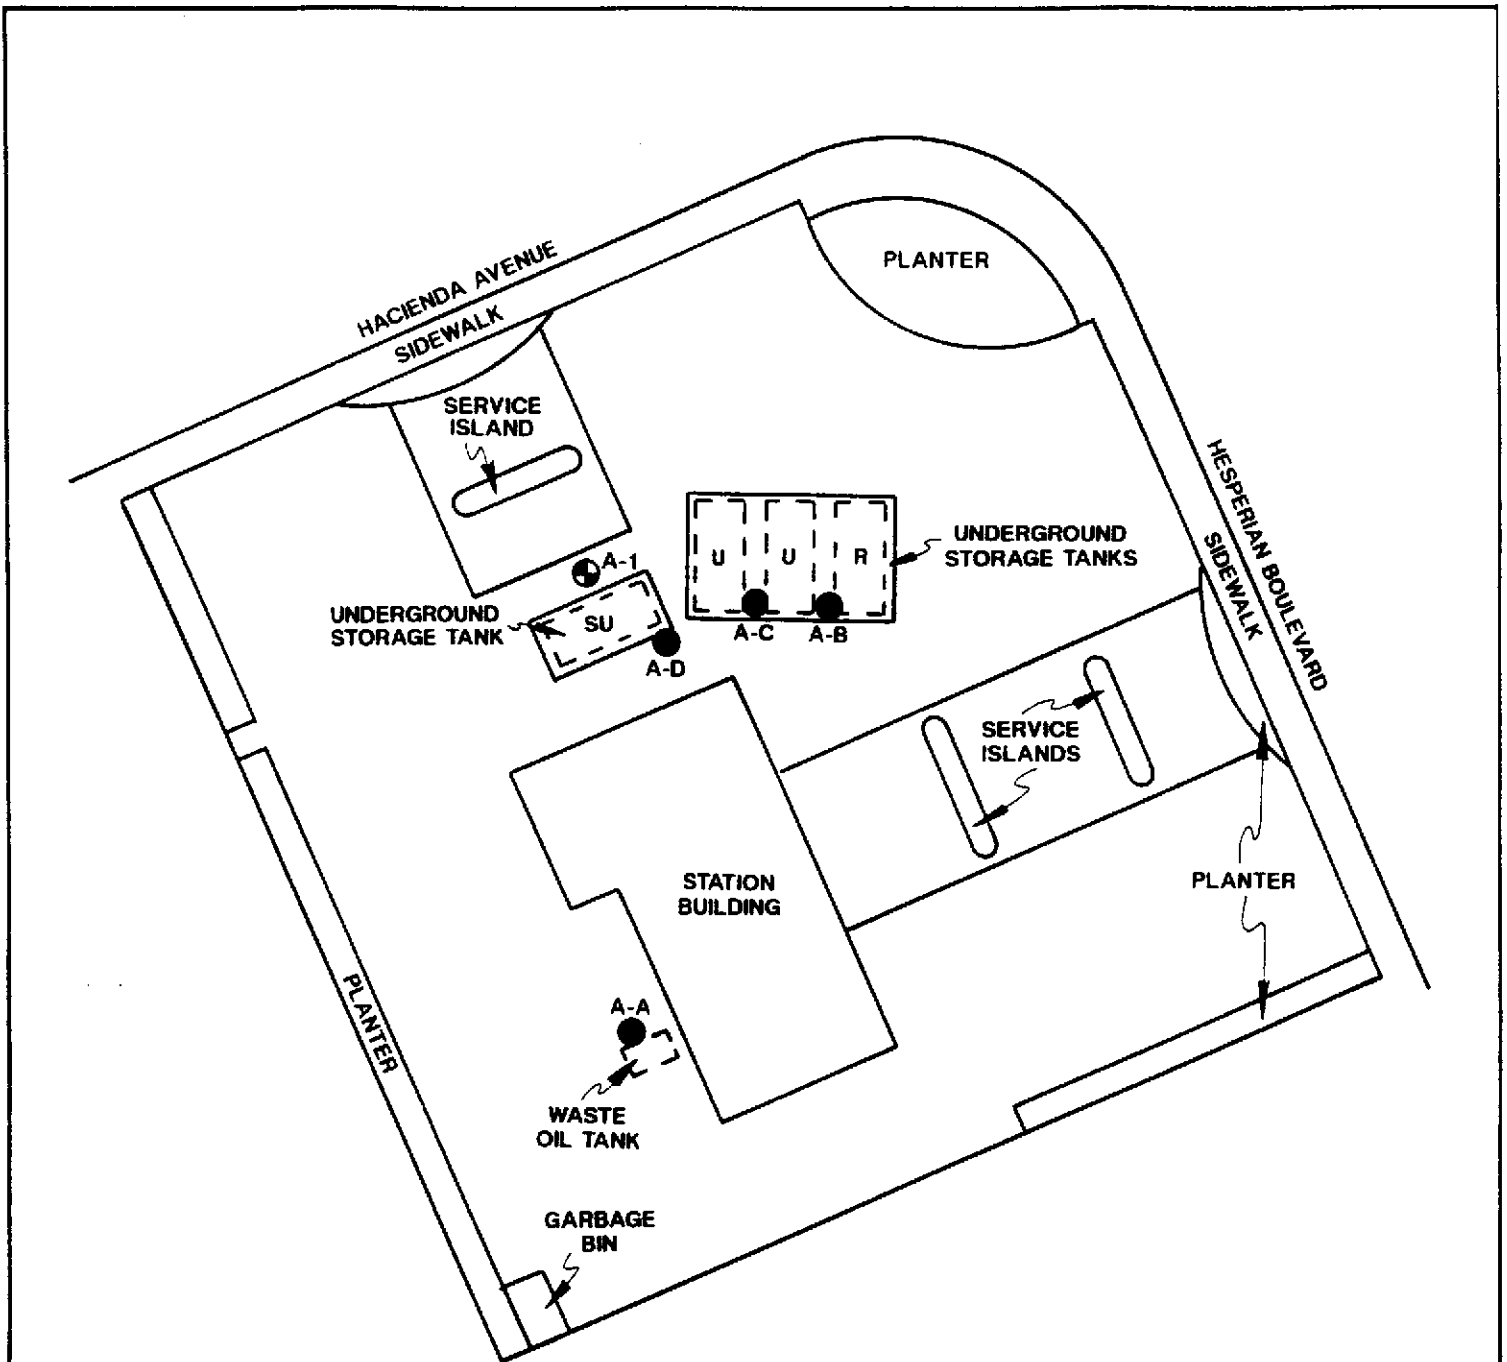 HACIENDA AVENUE
SIDEWALK
PLANTER
SERVICE
ISLAND
HESPERIAN BOULEVARD
SIDEWALK
U
U
R
UNDERGROUND
STORAGE TANKS
A-1
UNDERGROUND
STORAGE TANK
SU
A-C
A-B
A-D
SERVICE
ISLANDS
STATION
BUILDING
PLANTER
PLANTER
A-A
WASTE
OIL TANK
GARBAGE
BIN